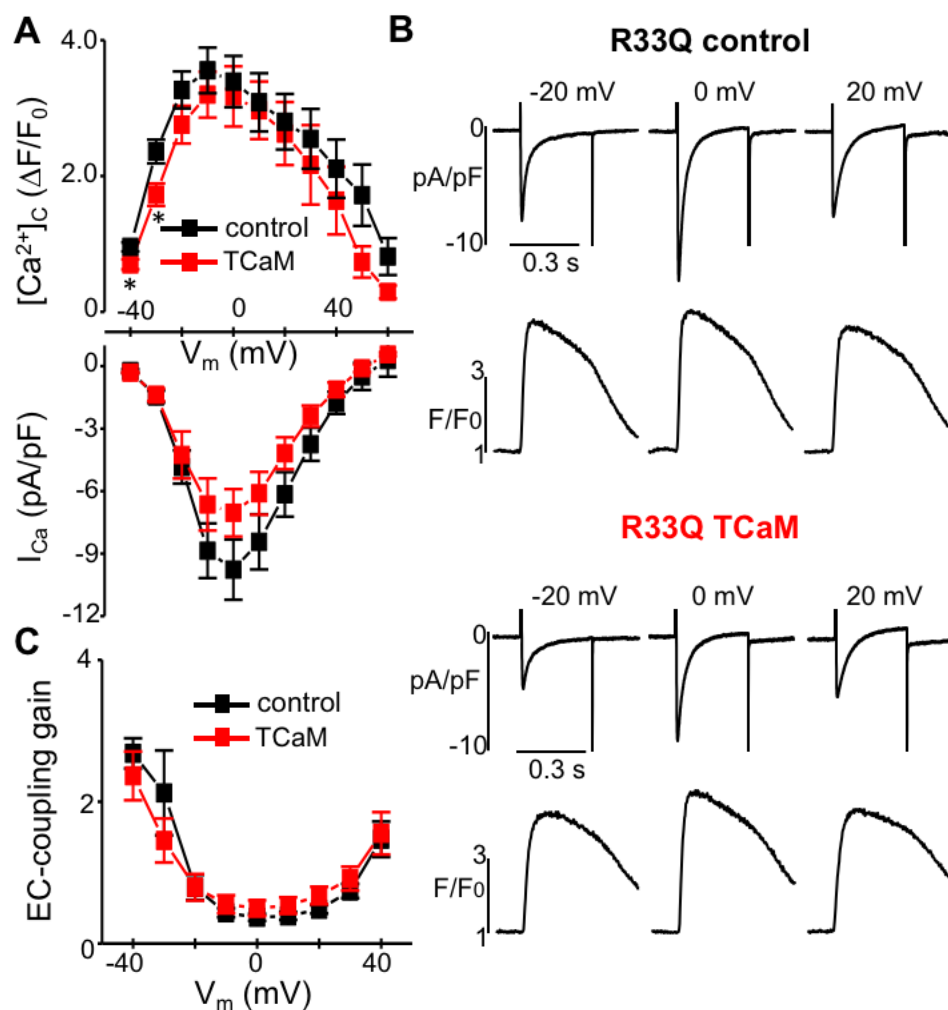 A
4.0
2.0
0
[Ca²⁺]c (ΔF/F₀)
control
TCaM
*
*
-40 0 40
Vm (mV)
0
-3
-6
-9
-12
ICa (pA/pF)
C
4
2
0
EC-coupling gain
control
TCaM
-40 0 40
Vm (mV)
B
R33Q control
-20 mV 0 mV 20 mV
0
pA/pF
-10
0.3 s
3
F/F0
1
R33Q TCaM
-20 mV 0 mV 20 mV
0
pA/pF
-10
0.3 s
3
F/F0
1